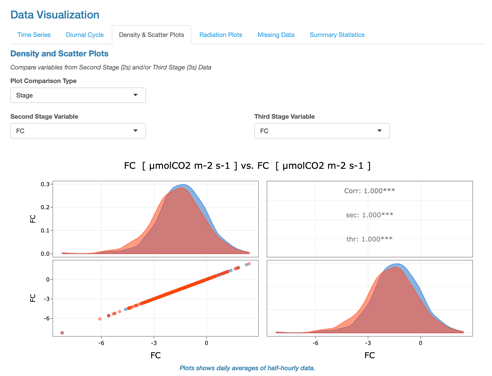 Data Visualization
Time Series Diurnal Cycle Density & Scatter Plots Radiation Plots Missing Data Summary Statistics
Density and Scatter Plots
Compare variables from Second Stage (2s) and/or Third Stage (3s) Data
Plot Comparison Type
Stage
Second Stage Variable Third Stage Variable
FC FC
FC [ µmolCO2 m-2 s-1 ] vs. FC [ µmolCO2 m-2 s-1 ]
0.3
0.2
0.1
0.0
FC
Corr: 1.000***
sec: 1.000***
thr: 1.000***
0
-3
-6
FC
-6 -3 0 -6 -3 0
FC FC
Plots shows daily averages of half-hourly data.